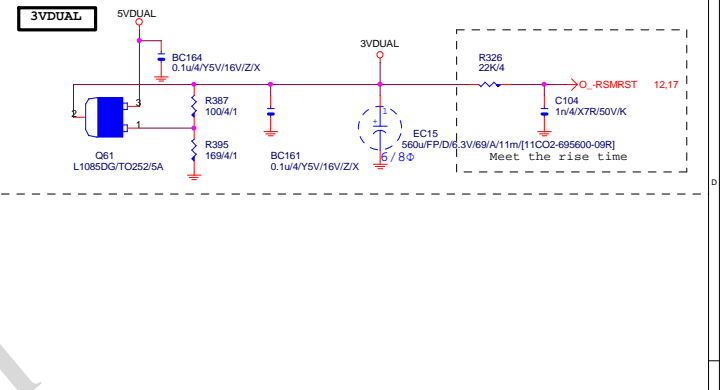 3VDUAL
5VDUAL
BC164
0.1u/4/Y5V/16V/Z/X
3VDUAL
R326
22K/4
O_-RSMRST 12,17
C104
1n/4/X7R/50V/K
2
3
1
R387
100/4/1
R395
169/4/1
Q61
L1085DG/TO252/5A
BC161
0.1u/4/Y5V/16V/Z/X
1
+
EC15
560u/FP/D/6.3V/69/A/11m/[11CO2-695600-09R]
6/8Φ
Meet the rise time
D